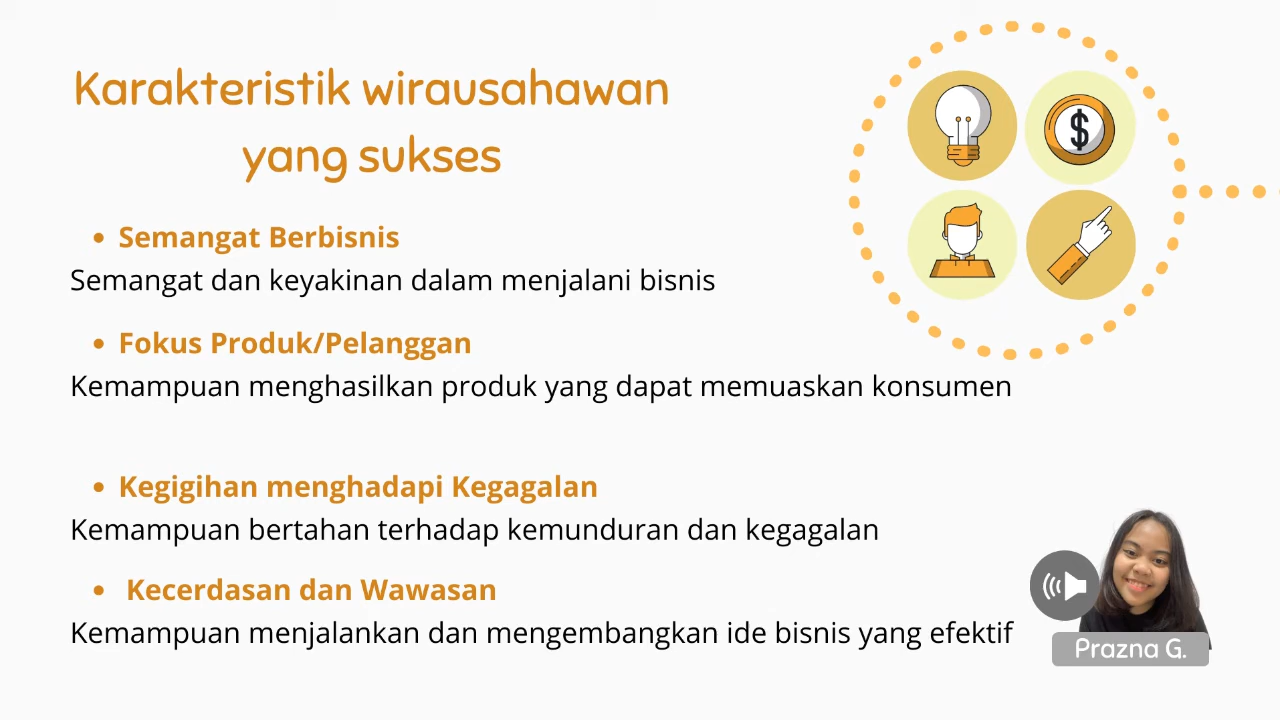 Karakteristik wirausahawan
yang sukses
• Semangat Berbisnis
Semangat dan keyakinan dalam menjalani bisnis
• Fokus Produk/Pelanggan
Kemampuan menghasilkan produk yang dapat memuaskan konsumen
• Kegigihan menghadapi Kegagalan
Kemampuan bertahan terhadap kemunduran dan kegagalan
• Kecerdasan dan Wawasan
Kemampuan menjalankan dan mengembangkan ide bisnis yang efektif
Prazna G.
$